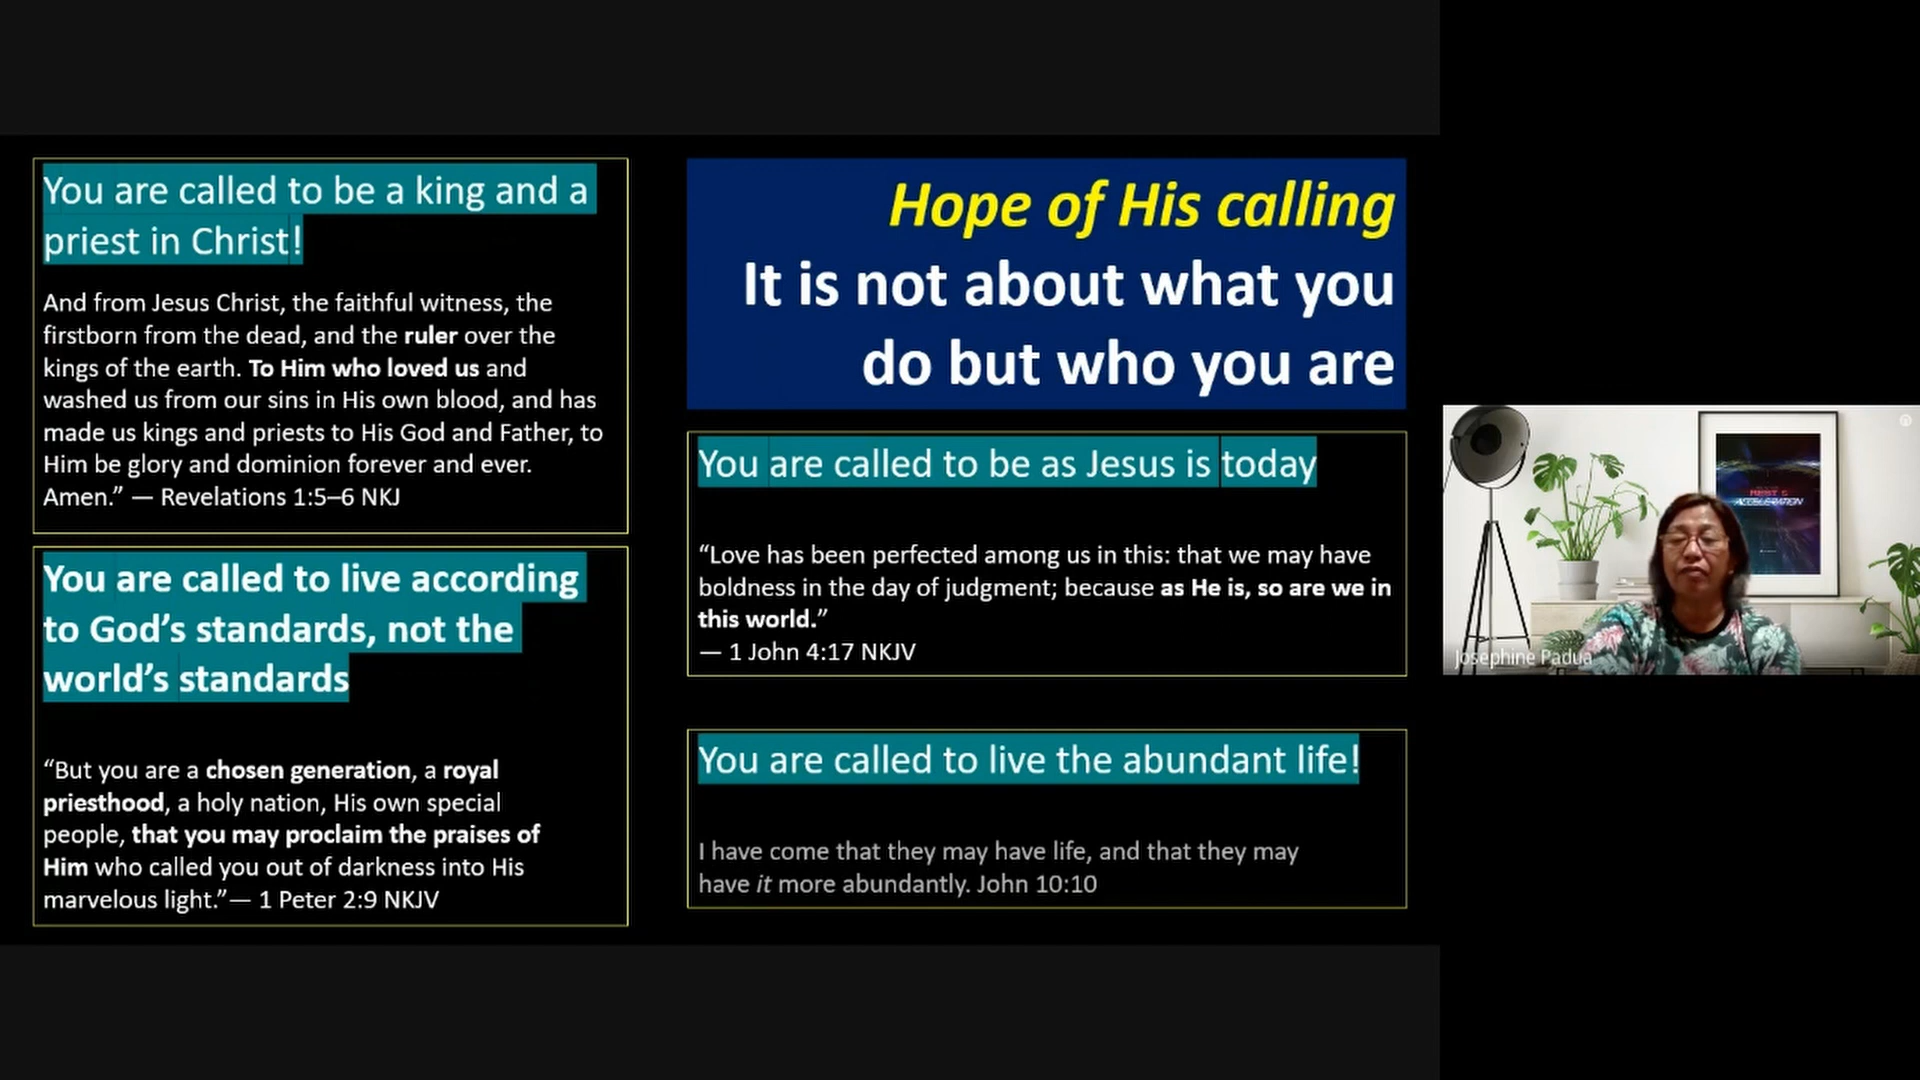 You are called to be a king and a
priest in Christ!
And from Jesus Christ, the faithful witness, the
firstborn from the dead, and the ruler over the
kings of the earth. To Him who loved us and
washed us from our sins in His own blood, and has
made us kings and priests to His God and Father, to
Him be glory and dominion forever and ever.
Amen.” — Revelations 1:5–6 NKJ
You are called to live according
to God’s standards, not the
world’s standards
“But you are a chosen generation, a royal
priesthood, a holy nation, His own special
people, that you may proclaim the praises of
Him who called you out of darkness into His
marvelous light.”— 1 Peter 2:9 NKJV
Hope of His calling
It is not about what you
do but who you are
You are called to be as Jesus is today
“Love has been perfected among us in this: that we may have
boldness in the day of judgment; because as He is, so are we in
this world.”
— 1 John 4:17 NKJV
You are called to live the abundant life!
I have come that they may have life, and that they may
have it more abundantly. John 10:10
ACCELERATION
Josephine Padua